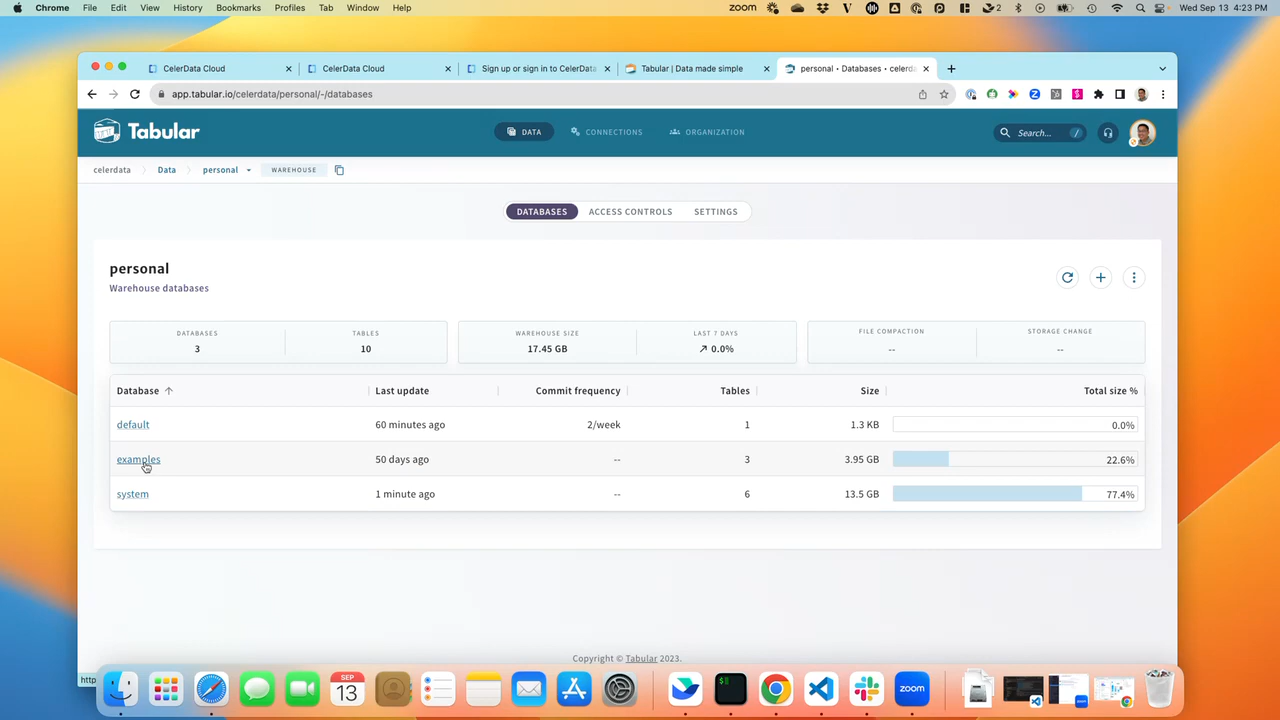 Chrome File Edit View History Bookmarks Profiles Tab Window Help zoom 2 Wed Sep 13 4:23 PM
CelerData Cloud CelerData Cloud Sign up or sign in to CelerData Tabular | Data made simple personal • Databases • celerda
app.tabular.io/celerdata/personal/-/databases
Tabular DATA CONNECTIONS ORGANIZATION Search... /
celerdata Data personal WAREHOUSE
DATABASES ACCESS CONTROLS SETTINGS
personal
Warehouse databases
DATABASES TABLES WAREHOUSE SIZE LAST 7 DAYS FILE COMPACTION STORAGE CHANGE
3 10 17.45 GB ↗ 0.0% -- --
Database ↑ Last update Commit frequency Tables Size Total size %
default 60 minutes ago 2/week 1 1.3 KB 0.0%
examples 50 days ago -- 3 3.95 GB 22.6%
system 1 minute ago -- 6 13.5 GB 77.4%
Copyright © Tabular 2023.
http
SEP
13
zoom